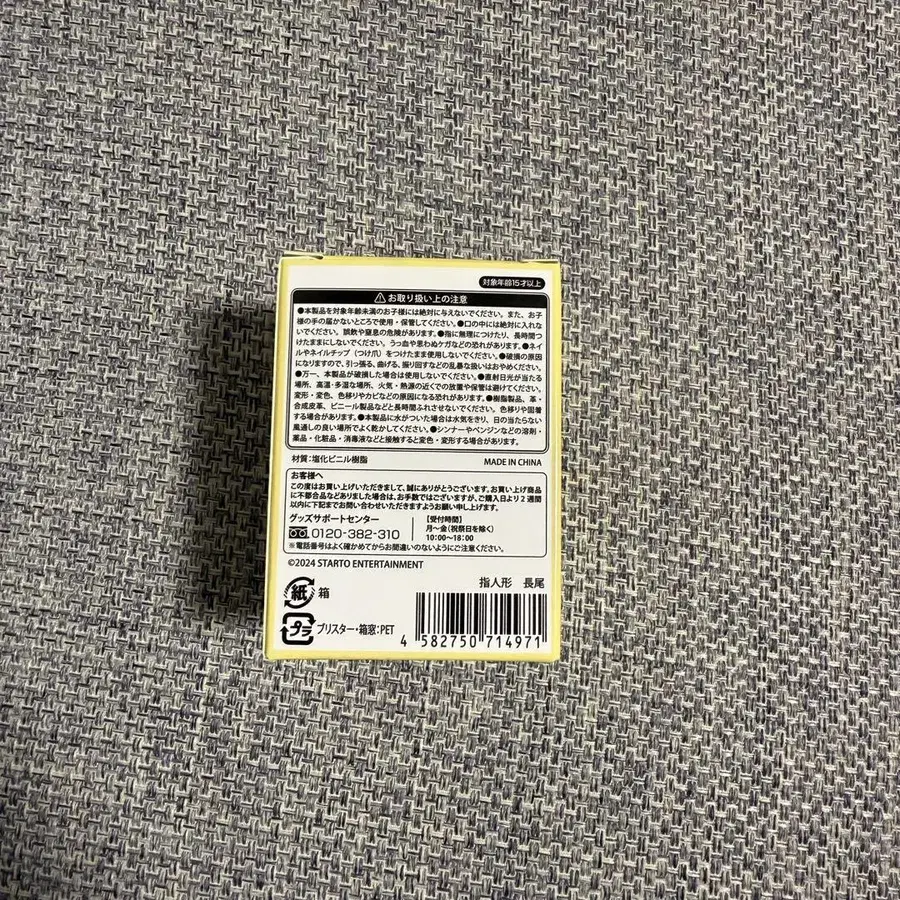 対象年齢15才以上
⚠お取り扱い上の注意
●本製品を対象年齢未満のお子様には絶対に与えないでください。また、お子
様の手の届かないところで使用・保管してください。●口の中には絶対に入れな
いでください。誤飲や窒息の危険があります。●指に無理につけたり、長時間つ
けたままにしないでください。うっ血や思わぬケガなどの恐れがあります。●ネイ
ルやネイルチップ(つけ爪)をつけたまま使用しないでください。●破損の原因
になりますので、引っ張る、曲げる、振り回すなどの乱暴な扱いはおやめください。
●万一、本製品が破損した場合は使用しないでください。●直射日光が当たる
場所、高温・多湿な場所、火気・熱源の近くでの放置や保管は避けてください。
変形・変色、色移りやカビなどの原因になる恐れがあります。●樹脂製品、革・
合成皮革、ビニール製品などと長時間ふれさせないでください。色移りや固着
する場合があります。●本製品に水がついた場合は水気をきり、日の当たらない
風通しの良い場所でよく乾かしてください。●シンナーやベンジンなどの溶剤・
薬品・化粧品・消毒液などと接触すると変色・変形する場合があります。
材質:塩化ビニル樹脂 MADE IN CHINA
お客様へ
この度はお買い上げいただきまして、誠にありがとうございます。お買い上げ商品
に不都合品などありました場合は、お手数ではございますが、ご購入日より2週間
以内に下記までお問い合わせいただきますようお願い申し上げます。
グッズサポートセンター
0120-382-310
【受付時間】
月〜金(祝祭日を除く)
10:00〜18:00
※電話番号はよく確かめてからお間違いのないようにご注意ください。
©2024 STARTO ENTERTAINMENT
指人形 長尾
紙 箱
プラ ブリスター・箱窓:PET
4 582750 714971